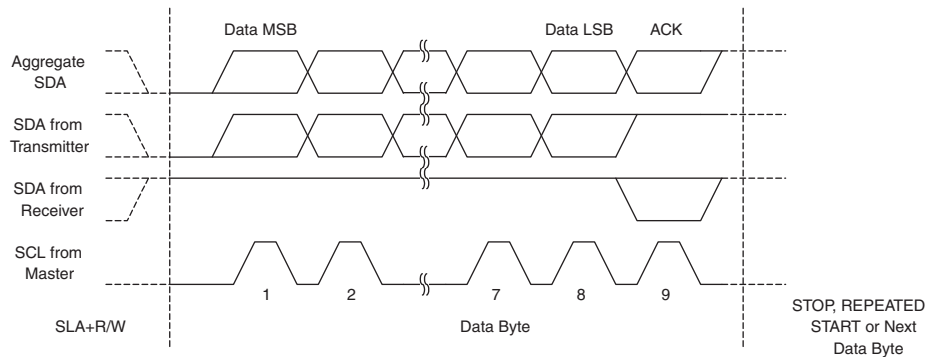 Data MSB
Data LSB
ACK
Aggregate
SDA
SDA from
Transmitter
SDA from
Receiver
SCL from
Master
1
2
7
8
9
SLA+R/W
Data Byte
STOP, REPEATED
START or Next
Data Byte